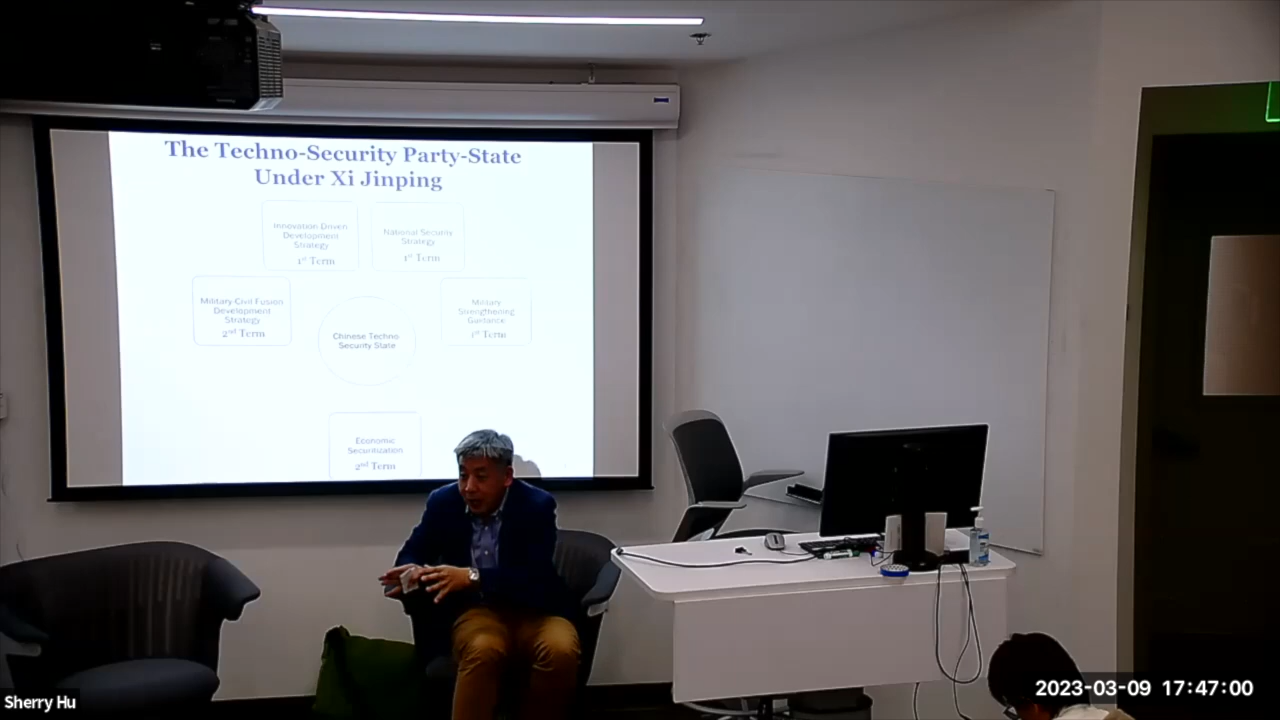 The Techno-Security Party-State
Under Xi Jinping
Innovation Driven
Development
Strategy
1st Term
National Security
Strategy
1st Term
Military-Civil Fusion
Development
Strategy
2nd Term
Military
Strengthening
Guidance
1st Term
Chinese Techno-
Security State
Economic
Securitization
2nd Term
Sherry Hu
2023-03-09 17:47:00